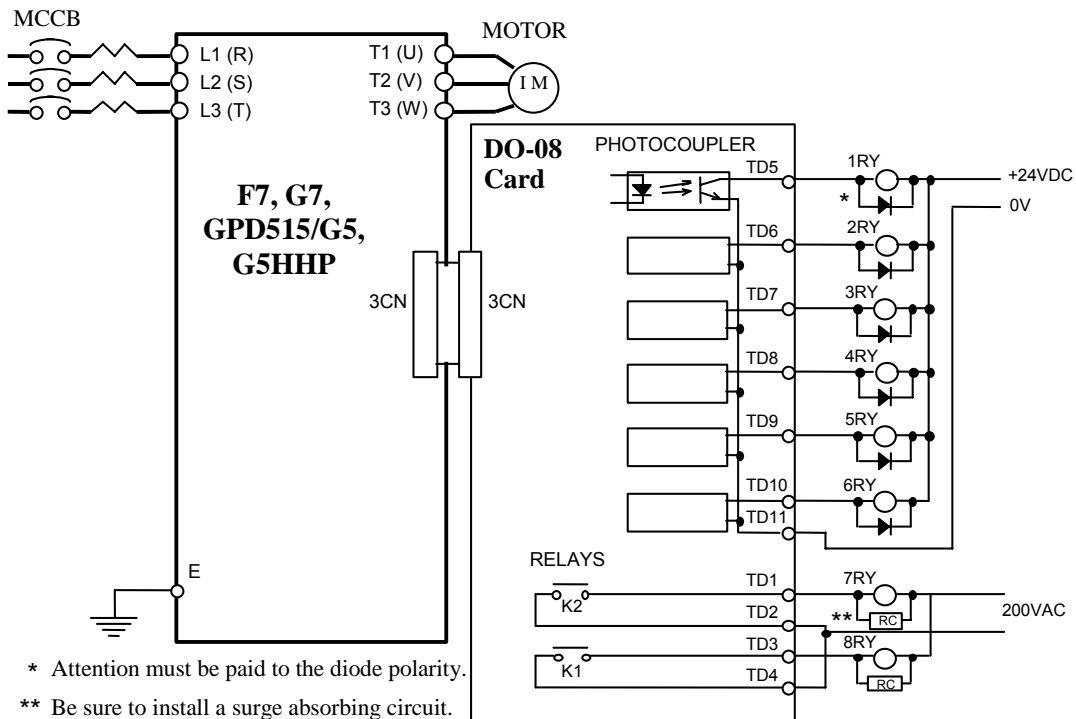 MCCB
L1 (R)
L2 (S)
L3 (T)
T1 (U)
T2 (V)
T3 (W)
MOTOR
I M
F7, G7,
GPD515/G5,
G5HHP
3CN
3CN
E
DO-08
Card
PHOTOCOUPLER
TD5
1RY
+24VDC
*
0V
TD6
2RY
TD7
3RY
TD8
4RY
TD9
5RY
TD10
6RY
TD11
RELAYS
K2
TD1
7RY
TD2
**
RC
200VAC
K1
TD3
8RY
TD4
RC
* Attention must be paid to the diode polarity.
** Be sure to install a surge absorbing circuit.